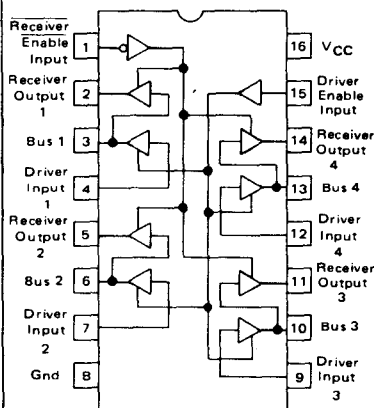 Receiver
Enable
Input
1
Receiver
Output
1
2
Bus 1
3
Driver
Input
1
4
Receiver
Output
2
5
Bus 2
6
Driver
Input
2
7
Gnd
8
16
VCC
15
Driver
Enable
Input
14
Receiver
Output
4
13
Bus 4
12
Driver
Input
4
11
Receiver
Output
3
10
Bus 3
9
Driver
Input
3